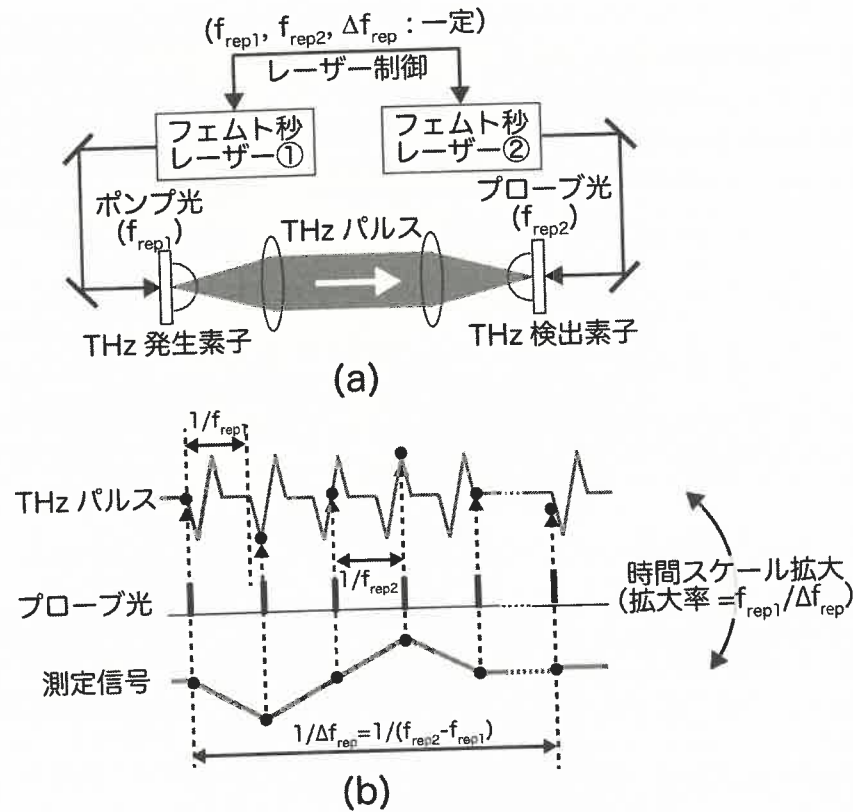 (f_rep1, f_rep2, Δf_rep : 一定)
レーザー制御
フェムト秒
レーザー①
フェムト秒
レーザー②
ポンプ光
(f_rep1)
THz パルス
プローブ光
(f_rep2)
THz 発生素子
THz 検出素子
(a)
1/f_rep1
THz パルス
1/f_rep2
プローブ光
時間スケール拡大
(拡大率 =f_rep1/Δf_rep)
測定信号
1/Δf_rep=1/(f_rep2-f_rep1)
(b)